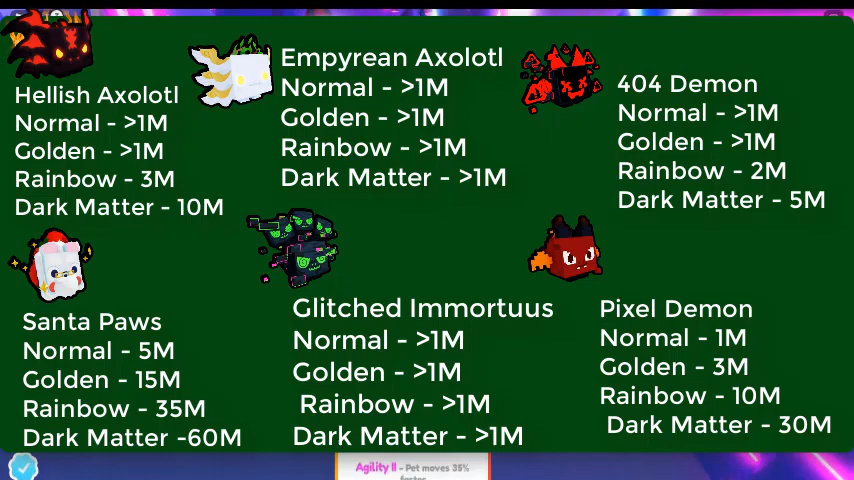 Hellish Axolotl
Normal - >1M
Golden - >1M
Rainbow - 3M
Dark Matter - 10M
Empyrean Axolotl
Normal - >1M
Golden - >1M
Rainbow - >1M
Dark Matter - >1M
404 Demon
Normal - >1M
Golden - >1M
Rainbow - 2M
Dark Matter - 5M
Santa Paws
Normal - 5M
Golden - 15M
Rainbow - 35M
Dark Matter -60M
Glitched Immortuus
Normal - >1M
Golden - >1M
Rainbow - >1M
Dark Matter - >1M
Pixel Demon
Normal - 1M
Golden - 3M
Rainbow - 10M
Dark Matter - 30M
Agility II - Pet moves 35%
faster